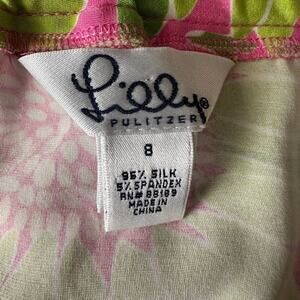 Lilly®
PULITZER
8
95% SILK
5% SPANDEX
RN# 88189
MADE IN
CHINA